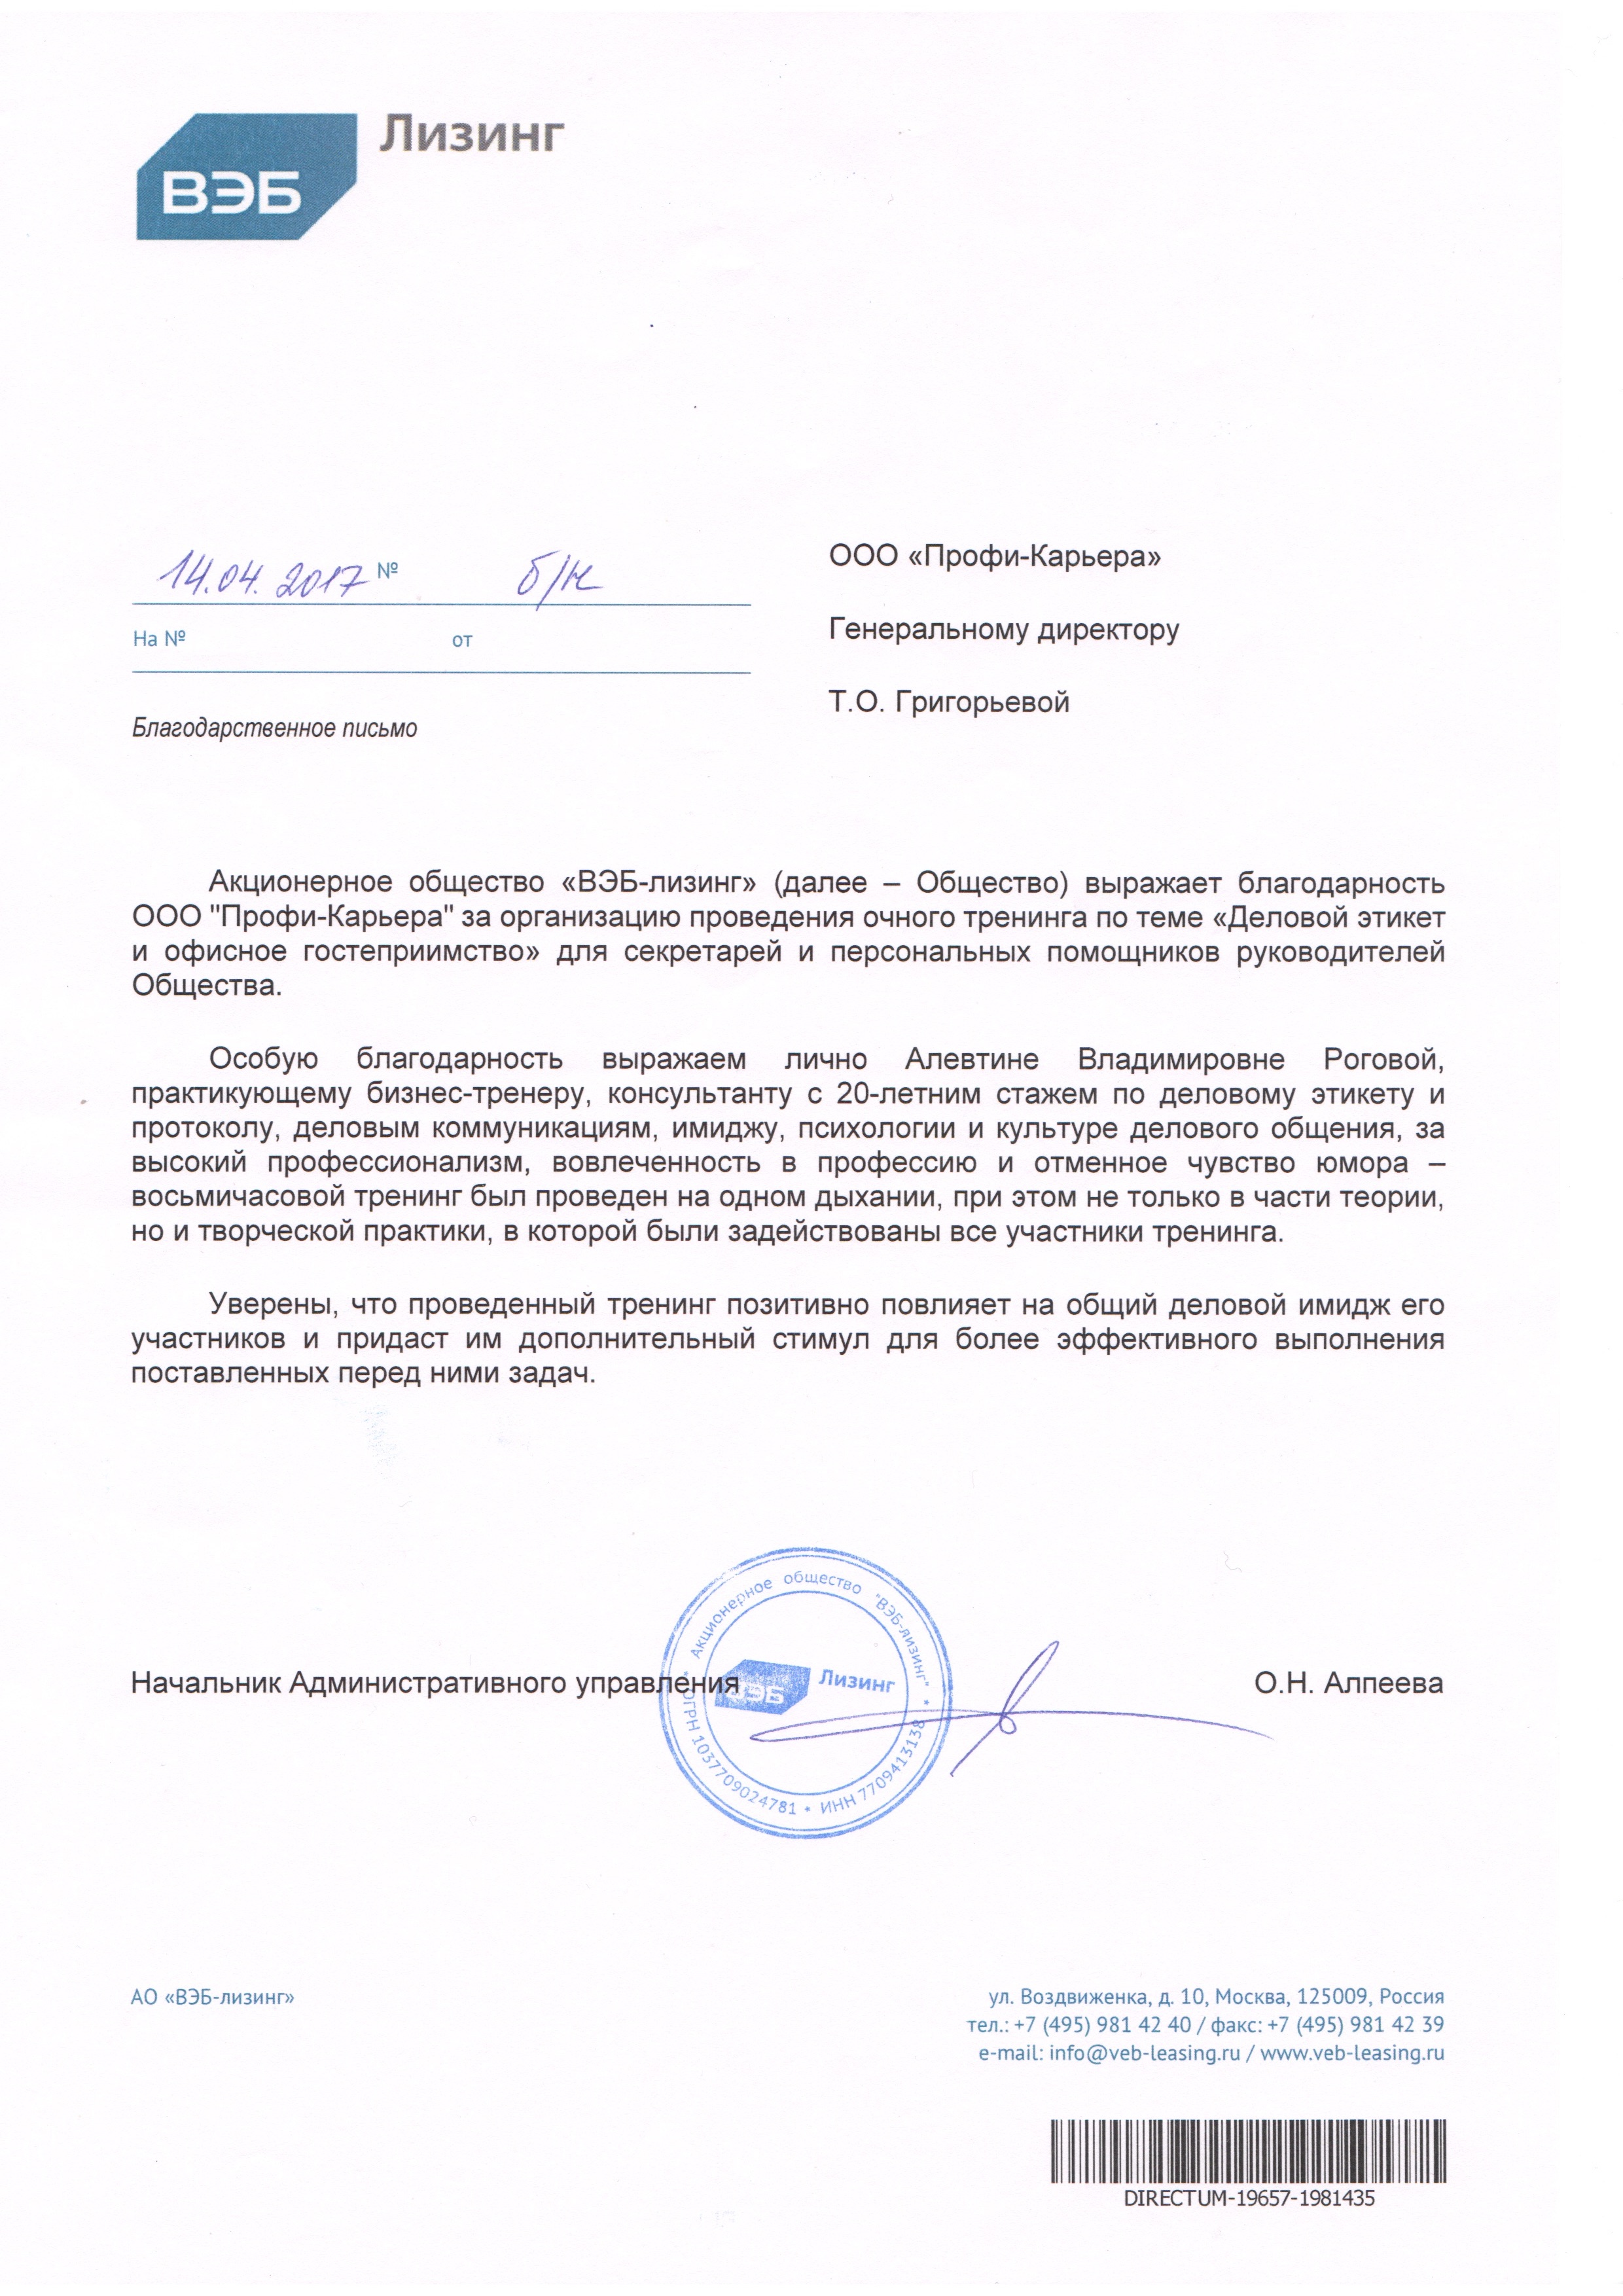 ВЭБ
Лизинг
14.04.2017 № б/н
На № от
Благодарственное письмо
ООО «Профи-Карьера»
Генеральному директору
Т.О. Григорьевой
Акционерное общество «ВЭБ-лизинг» (далее – Общество) выражает благодарность
ООО "Профи-Карьера" за организацию проведения очного тренинга по теме «Деловой этикет
и офисное гостеприимство» для секретарей и персональных помощников руководителей
Общества.
Особую благодарность выражаем лично Алевтине Владимировне Роговой,
практикующему бизнес-тренеру, консультанту с 20-летним стажем по деловому этикету и
протоколу, деловым коммуникациям, имиджу, психологии и культуре делового общения, за
высокий профессионализм, вовлеченность в профессию и отменное чувство юмора –
восьмичасовой тренинг был проведен на одном дыхании, при этом не только в части теории,
но и творческой практики, в которой были задействованы все участники тренинга.
Уверены, что проведенный тренинг позитивно повлияет на общий деловой имидж его
участников и придаст им дополнительный стимул для более эффективного выполнения
поставленных перед ними задач.
Начальник Административного управления
О.Н. Алпеева
Акционерное общество "ВЭБ-лизинг"
ВЭБ Лизинг
ОГРН 1037709024781 * ИНН 7709413138 *
АО «ВЭБ-лизинг»
ул. Воздвиженка, д. 10, Москва, 125009, Россия
тел.: +7 (495) 981 42 40 / факс: +7 (495) 981 42 39
e-mail: info@veb-leasing.ru / www.veb-leasing.ru
DIRECTUM-19657-1981435